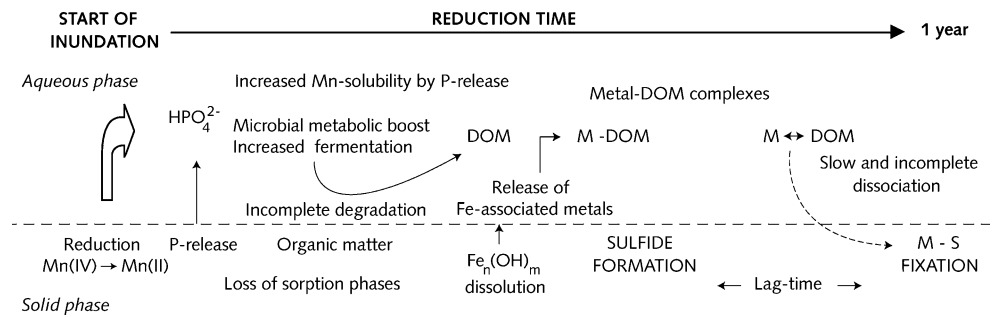 START OF
INUNDATION
REDUCTION TIME
1 year
Aqueous phase
Increased Mn-solubility by P-release
Metal-DOM complexes
HPO₄²⁻
Microbial metabolic boost
Increased fermentation
DOM
M -DOM
M ↔ DOM
Slow and incomplete
dissociation
Release of
Fe-associated metals
Incomplete degradation
Reduction
Mn(IV) → Mn(II)
P-release
Organic matter
Loss of sorption phases
Feₙ(OH)ₘ
dissolution
SULFIDE
FORMATION
Lag-time
M - S
FIXATION
Solid phase